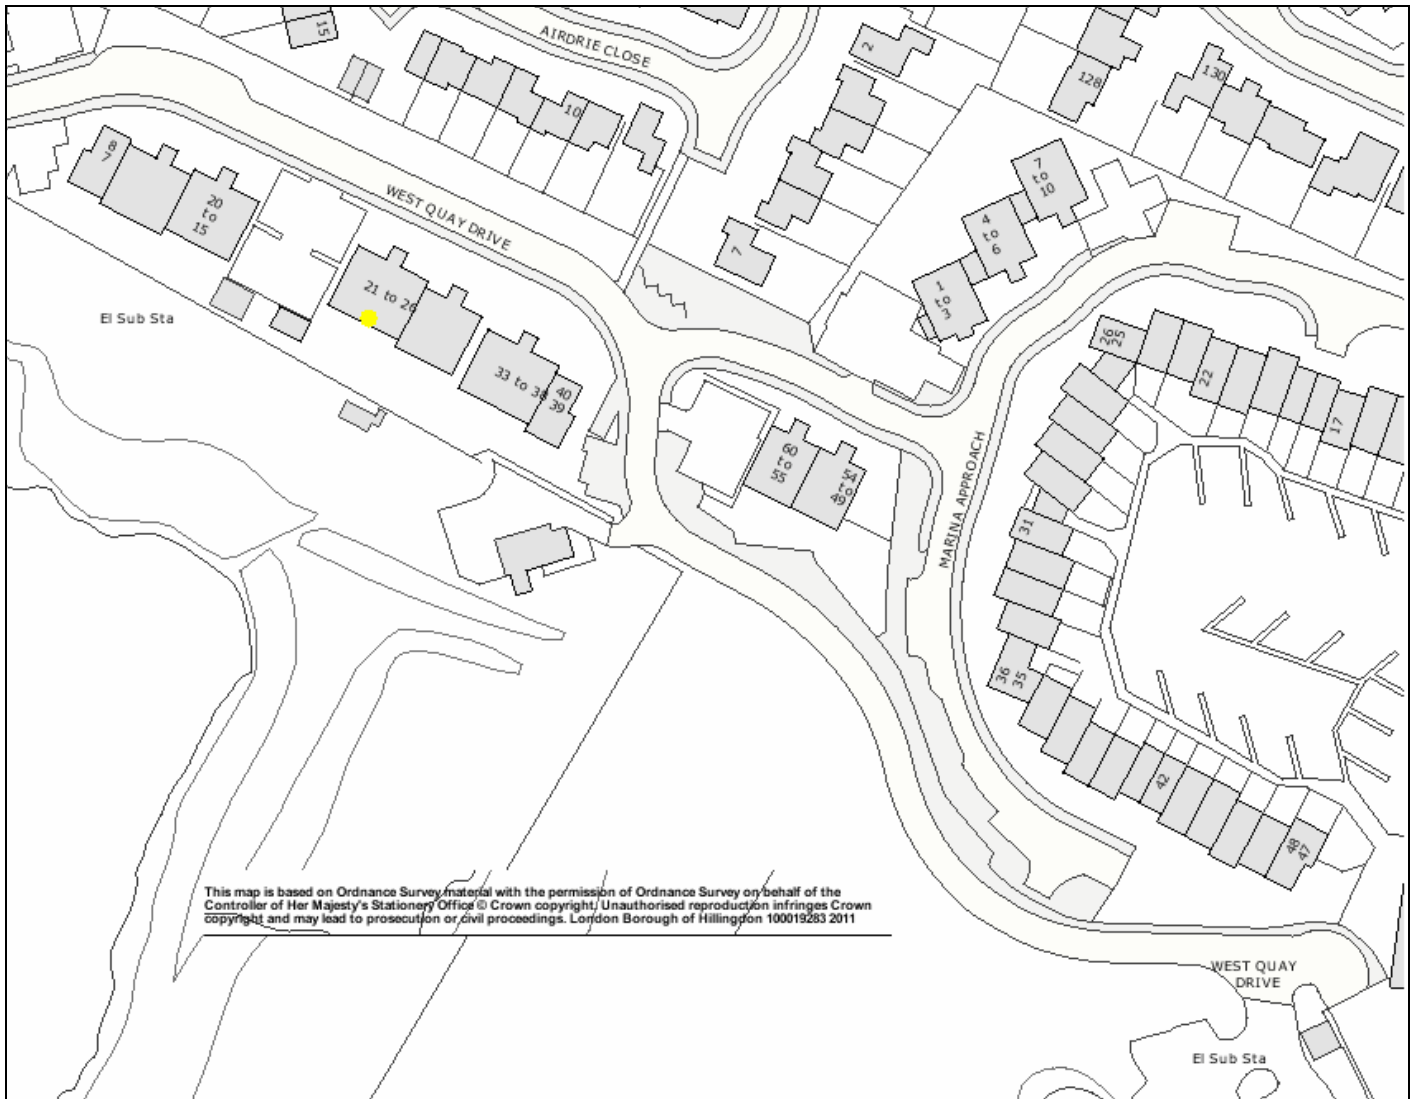 15
AIRDRIE CLOSE
2
10
128
130
8
7
20
to
15
WEST QUAY DRIVE
7
to
10
4
to
6
7
1
to
3
21 to 26
El Sub Sta
26
25
22
17
33 to 38
40
39
60
to
55
54
to
49
MARINA APPROACH
31
36
35
42
48
47
This map is based on Ordnance Survey material with the permission of Ordnance Survey on behalf of the
Controller of Her Majesty's Stationery Office © Crown copyright, Unauthorised reproduction infringes Crown
copyright and may lead to prosecution or civil proceedings. London Borough of Hillingdon 100019283 2011
WEST QUAY
DRIVE
El Sub Sta